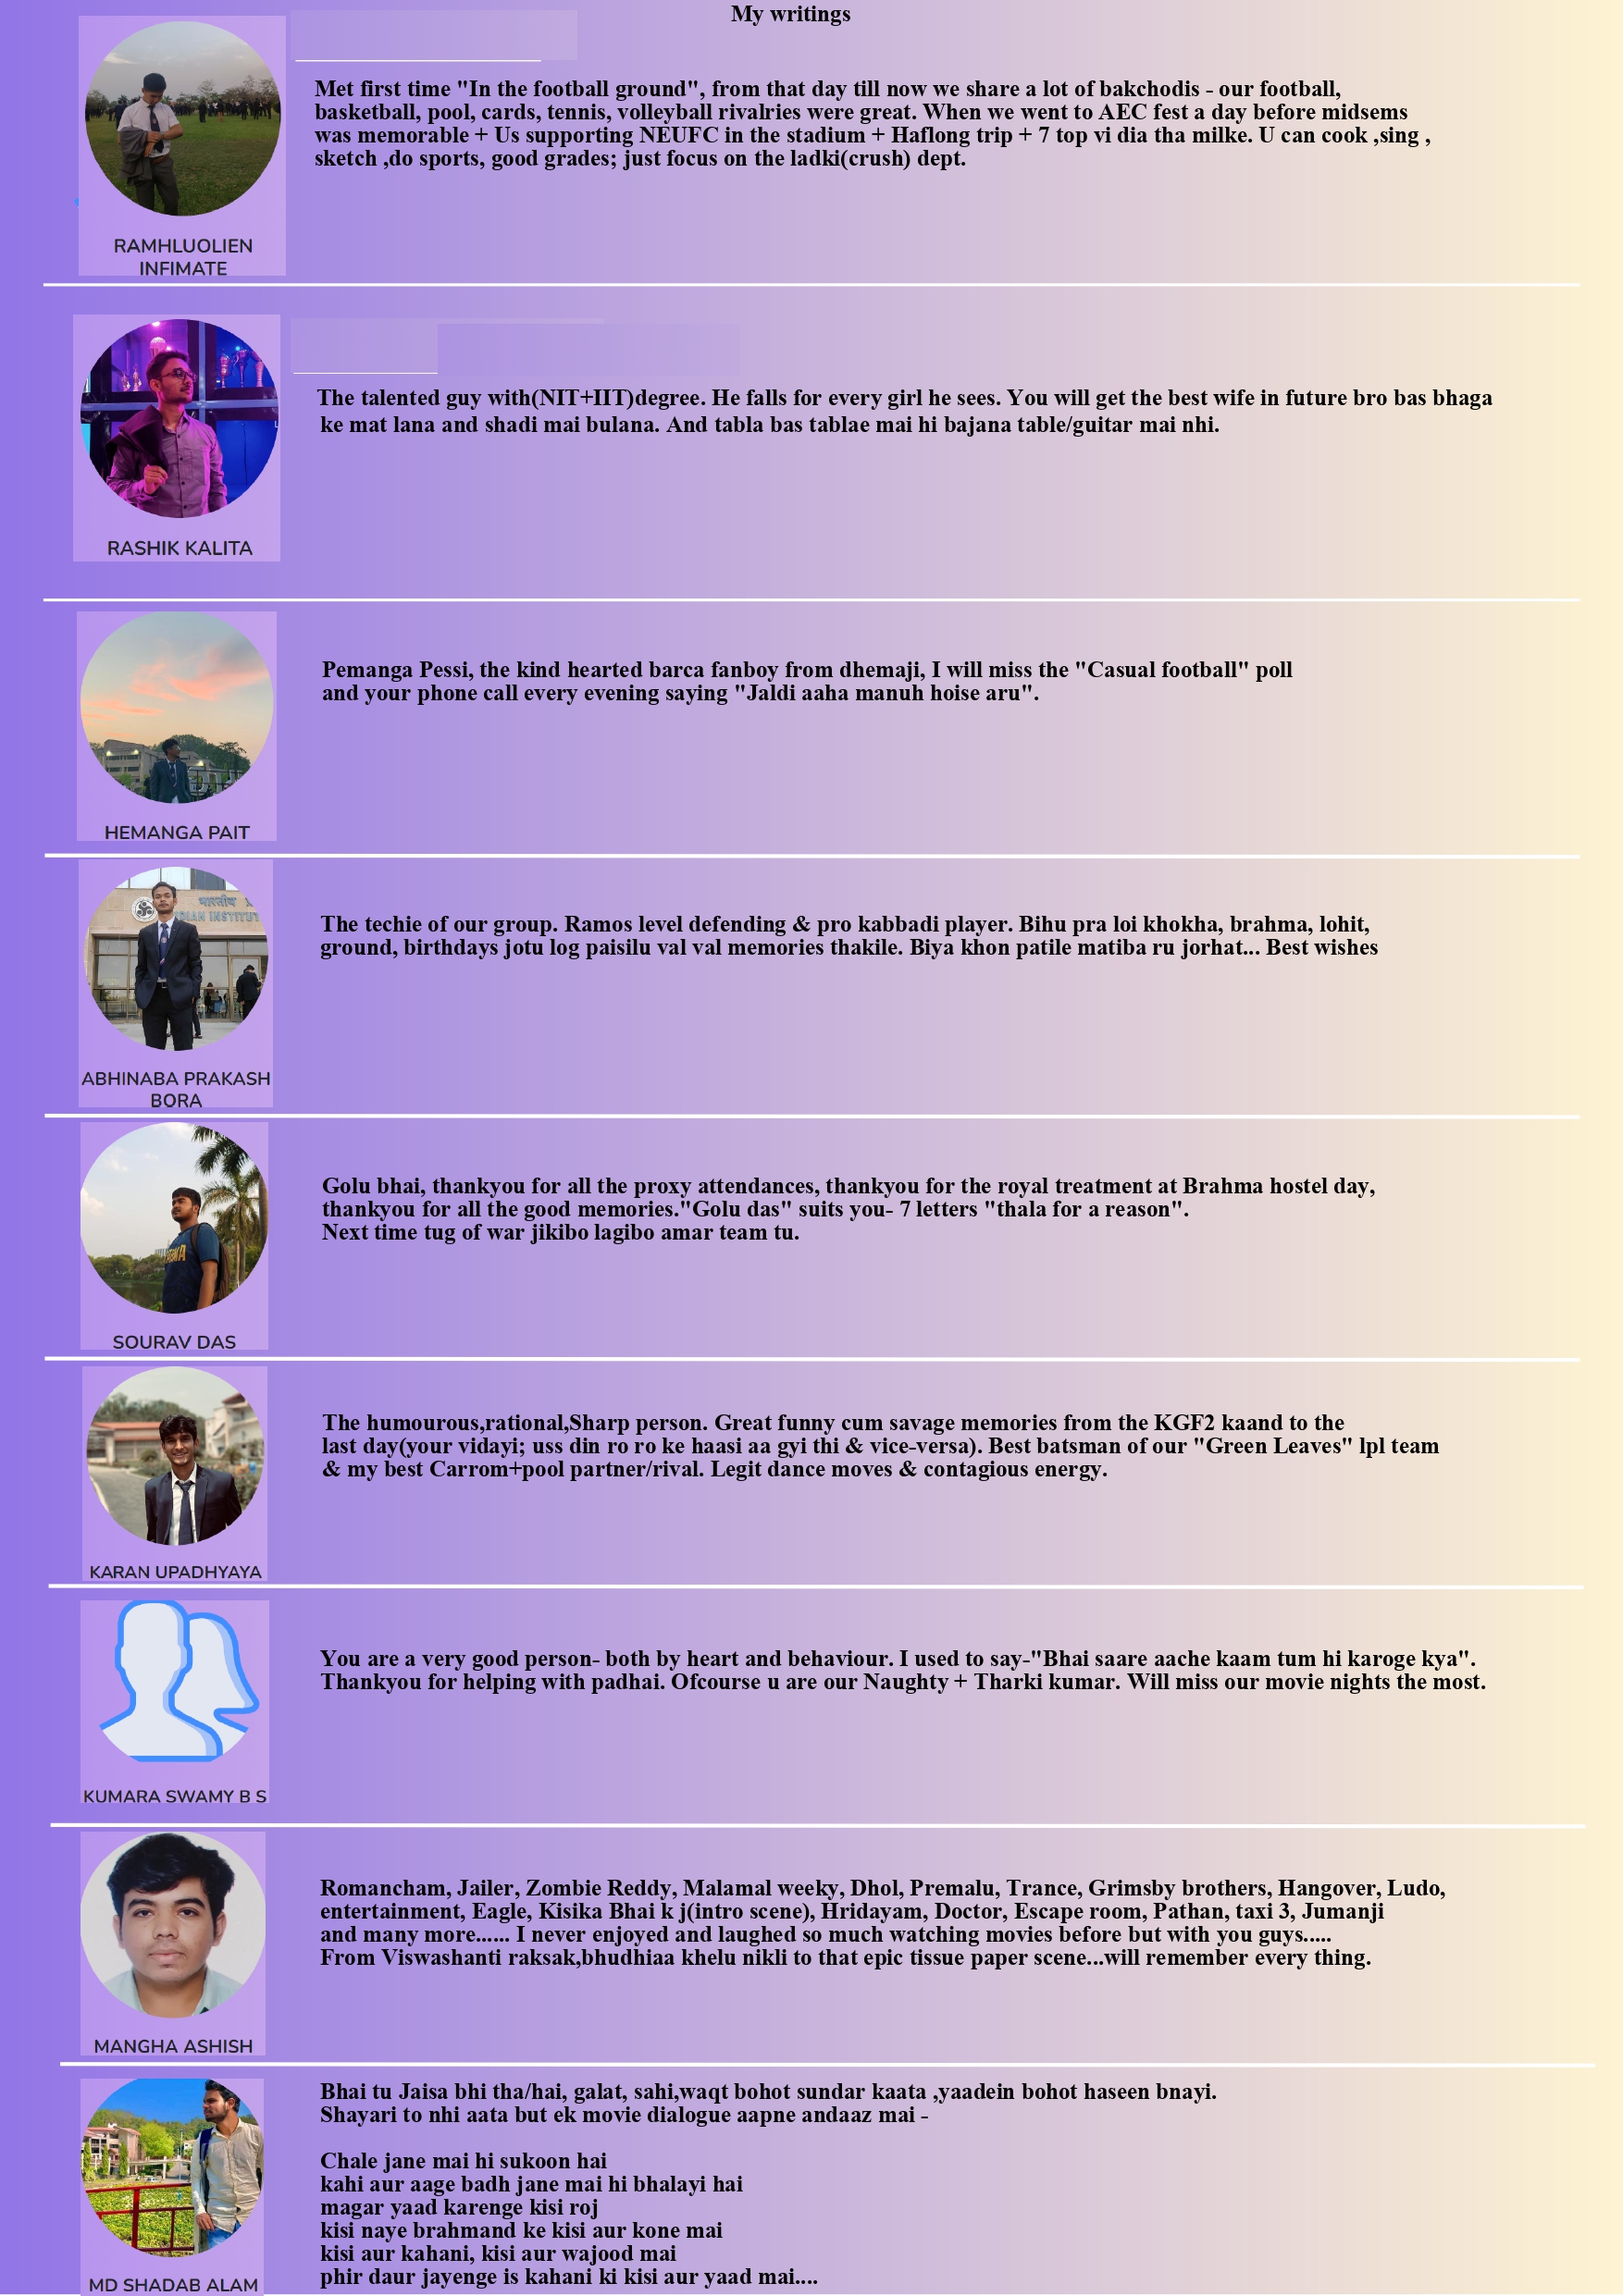 My writings
Met first time "In the football ground", from that day till now we share a lot of bakchodis - our football,
basketball, pool, cards, tennis, volleyball rivalries were great. When we went to AEC fest a day before midsems
was memorable + Us supporting NEUFC in the stadium + Haflong trip + 7 top vi dia tha milke. U can cook ,sing ,
sketch ,do sports, good grades; just focus on the ladki(crush) dept.
RAMHLUOLIEN
INFIMATE
The talented guy with(NIT+IIT)degree. He falls for every girl he sees. You will get the best wife in future bro bas bhaga
ke mat lana and shadi mai bulana. And tabla bas tablae mai hi bajana table/guitar mai nhi.
RASHIK KALITA
Pemanga Pessi, the kind hearted barca fanboy from dhemaji, I will miss the "Casual football" poll
and your phone call every evening saying "Jaldi aaha manuh hoise aru".
HEMANGA PAIT
भारतीय
DIAN INSTITUT
The techie of our group. Ramos level defending & pro kabbadi player. Bihu pra loi khokha, brahma, lohit,
ground, birthdays jotu log paisilu val val memories thakile. Biya khon patile matiba ru jorhat... Best wishes
ABHINABA PRAKASH
BORA
Golu bhai, thankyou for all the proxy attendances, thankyou for the royal treatment at Brahma hostel day,
thankyou for all the good memories."Golu das" suits you- 7 letters "thala for a reason".
Next time tug of war jikibo lagibo amar team tu.
SOURAV DAS
The humourous,rational,Sharp person. Great funny cum savage memories from the KGF2 kaand to the
last day(your vidayi; uss din ro ro ke haasi aa gyi thi & vice-versa). Best batsman of our "Green Leaves" lpl team
& my best Carrom+pool partner/rival. Legit dance moves & contagious energy.
KARAN UPADHYAYA
You are a very good person- both by heart and behaviour. I used to say-"Bhai saare aache kaam tum hi karoge kya".
Thankyou for helping with padhai. Ofcourse u are our Naughty + Tharki kumar. Will miss our movie nights the most.
KUMARA SWAMY B S
Romancham, Jailer, Zombie Reddy, Malamal weeky, Dhol, Premalu, Trance, Grimsby brothers, Hangover, Ludo,
entertainment, Eagle, Kisika Bhai k j(intro scene), Hridayam, Doctor, Escape room, Pathan, taxi 3, Jumanji
and many more...... I never enjoyed and laughed so much watching movies before but with you guys.....
From Viswashanti raksak,bhudhiaa khelu nikli to that epic tissue paper scene...will remember every thing.
MANGHA ASHISH
Bhai tu Jaisa bhi tha/hai, galat, sahi,waqt bohot sundar kaata ,yaadein bohot haseen bnayi.
Shayari to nhi aata but ek movie dialogue aapne andaaz mai -
Chale jane mai hi sukoon hai
kahi aur aage badh jane mai hi bhalayi hai
magar yaad karenge kisi roj
kisi naye brahmand ke kisi aur kone mai
kisi aur kahani, kisi aur wajood mai
phir daur jayenge is kahani ki kisi aur yaad mai....
MD SHADAB ALAM